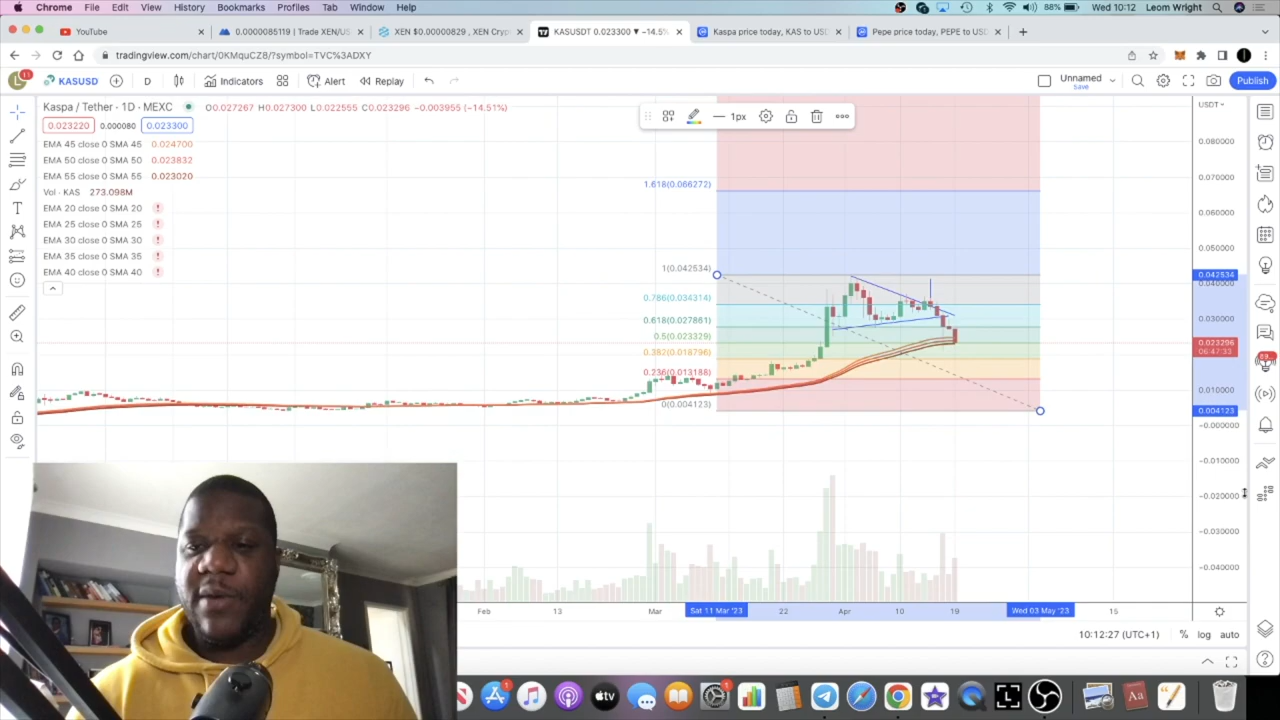 Chrome File Edit View History Bookmarks Profiles Tab Window Help 88% Wed 10:12 Leom Wright
YouTube 0.0000085119 | Trade XEN/US XEN $0.00000829 , XEN Cryp KASUSDT 0.023300 ▼ −14.5% Kaspa price today, KAS to USD Pepe price today, PEPE to USD
tradingview.com/chart/0KMquCZ8/?symbol=TVC%3ADXY
L 11 KASUSD D Indicators Alert Replay Unnamed Save Publish
Kaspa / Tether · 1D · MEXC O0.027267 H0.027300 L0.022555 C0.023296 −0.003955 (−14.51%) USDT
0.023220 0.000080 0.023300 1px
EMA 45 close 0 SMA 45 0.024700
EMA 50 close 0 SMA 50 0.023832
EMA 55 close 0 SMA 55 0.023020
Vol · KAS 273.098M
EMA 20 close 0 SMA 20
EMA 25 close 0 SMA 25
EMA 30 close 0 SMA 30
EMA 35 close 0 SMA 35
EMA 40 close 0 SMA 40
1.618(0.066272)
1(0.042534)
0.786(0.034314)
0.618(0.027861)
0.5(0.023329)
0.382(0.018796)
0.236(0.013188)
0(0.004123)
0.080000
0.070000
0.060000
0.050000
0.042534
0.040000
0.030000
0.023296
06:47:33
0.010000
0.004123
−0.000000
−0.010000
−0.020000
−0.030000
−0.040000
Feb 13 Mar Sat 11 Mar '23 22 Apr 10 19 Wed 03 May '23 15
10:12:27 (UTC+1) % log auto
tv
Aa